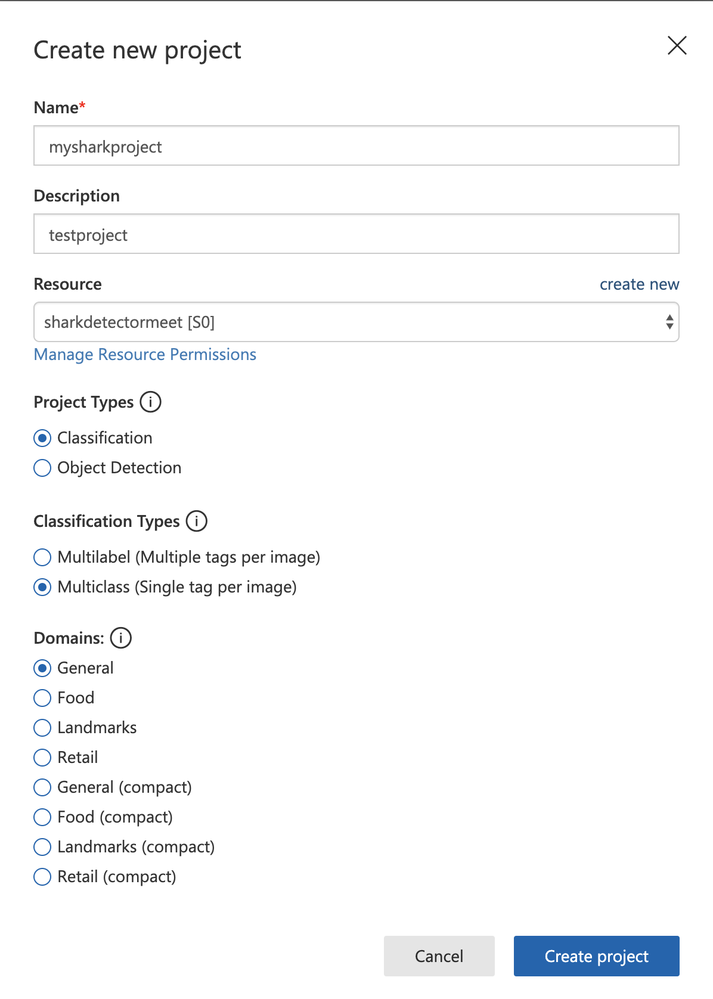 Create new project
Name*
mysharkproject
Description
testproject
Resource create new
sharkdetectormeet [S0]
Manage Resource Permissions
Project Types i
Classification
Object Detection
Classification Types i
Multilabel (Multiple tags per image)
Multiclass (Single tag per image)
Domains: i
General
Food
Landmarks
Retail
General (compact)
Food (compact)
Landmarks (compact)
Retail (compact)
Cancel Create project